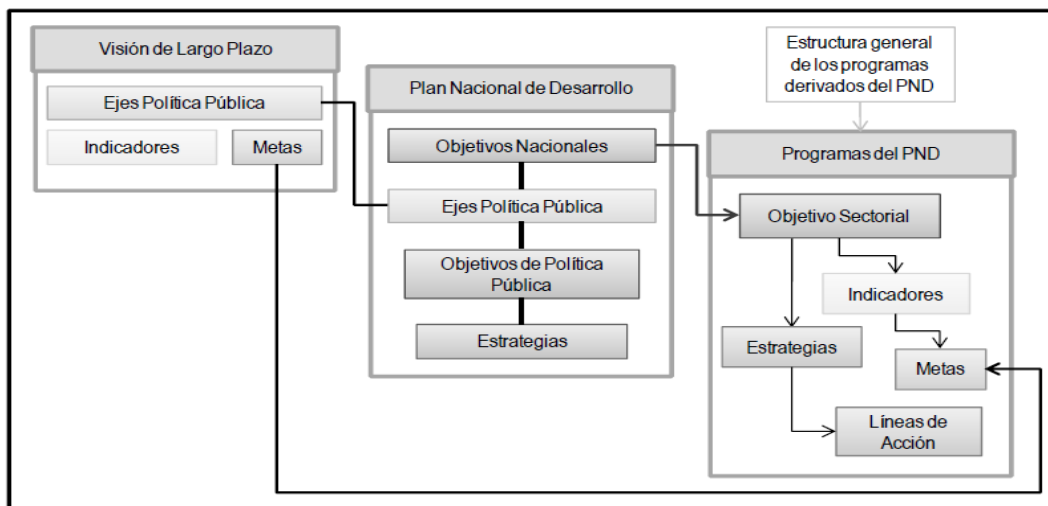 Visión de Largo Plazo
Ejes Política Pública
Indicadores
Metas
Plan Nacional de Desarrollo
Objetivos Nacionales
Ejes Política Pública
Objetivos de Política
Pública
Estrategias
Estructura general
de los programas
derivados del PND
Programas del PND
Objetivo Sectorial
Indicadores
Estrategias
Metas
Líneas de
Acción